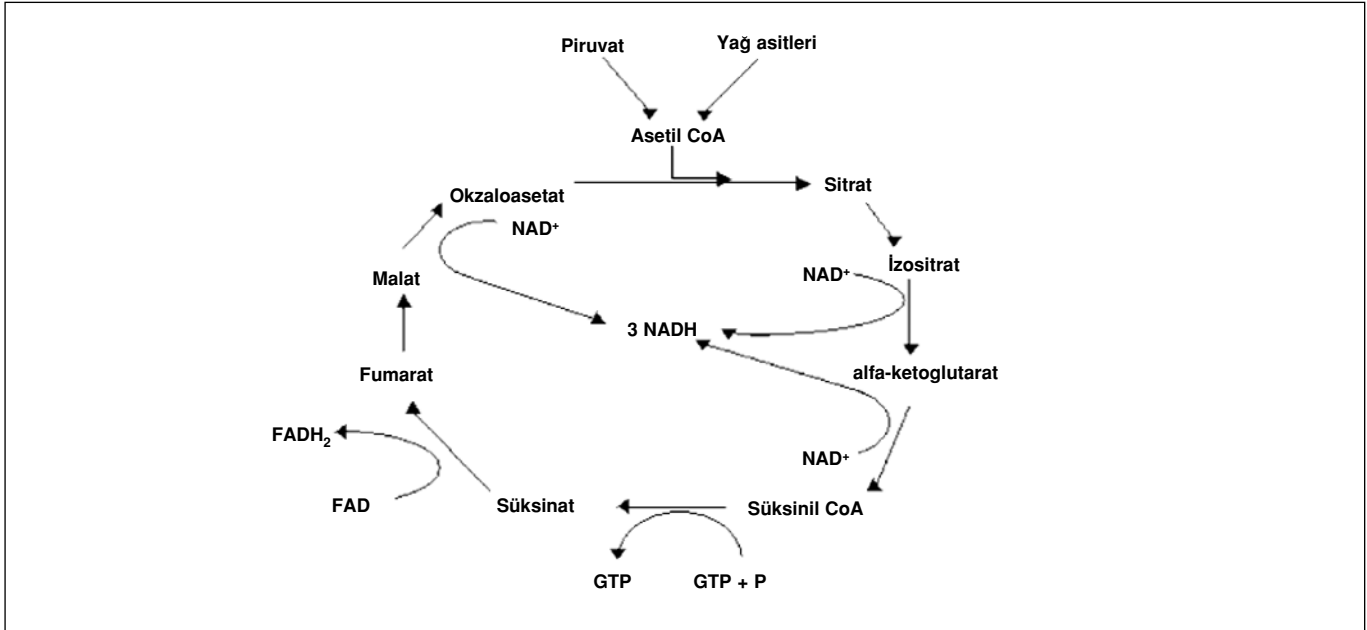 Piruvat
Yağ asitleri
Asetil CoA
Okzaloasetat
Sitrat
NAD⁺
Malat
NAD⁺
İzositrat
3 NADH
Fumarat
alfa-ketoglutarat
FADH₂
NAD⁺
FAD
Süksinat
Süksinil CoA
GTP
GTP + P